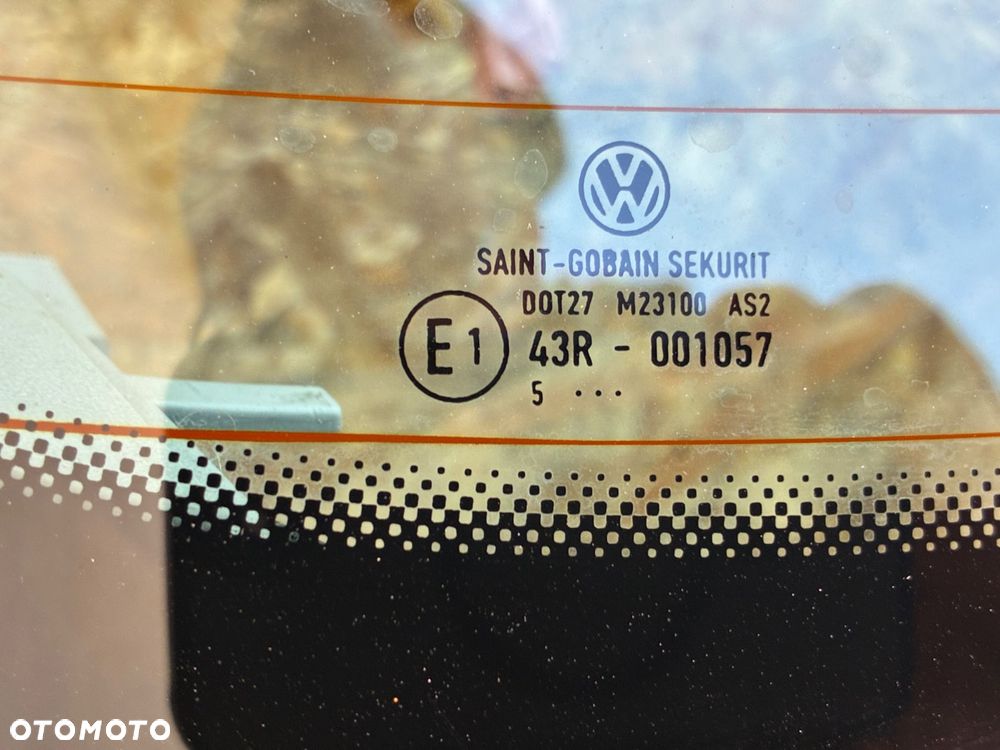 SAINT-GOBAIN SEKURIT
DOT27 M23100 AS2
E1 43R - 001057
5 ...
OTOMOTO